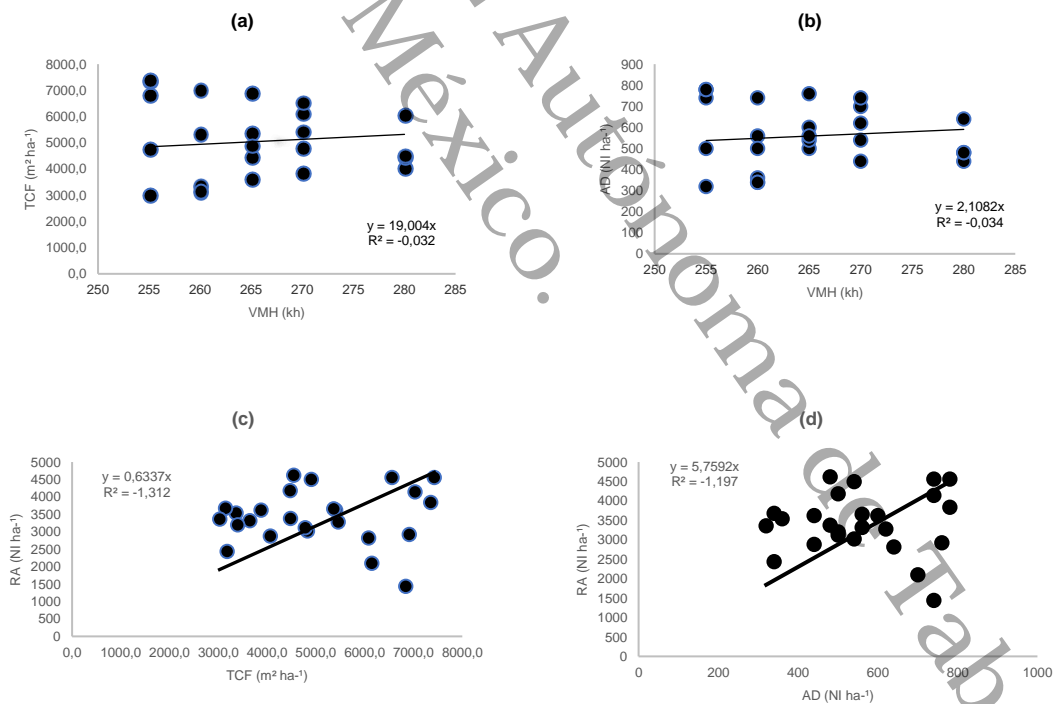 (a)
TCF (m² ha-¹)
8000,0
7000,0
6000,0
5000,0
4000,0
3000,0
2000,0
1000,0
0,0
250 255 260 265 270 275 280 285
VMH (kh)
y = 19,004x
R² = -0,032
(b)
AD (NI ha-¹)
900
800
700
600
500
400
300
200
100
0
250 255 260 265 270 275 280 285
VMH (kh)
y = 2,1082x
R² = -0,034
(c)
RA (NI ha-¹)
5000
4500
4000
3500
3000
2500
2000
1500
1000
500
0
0,0 1000,0 2000,0 3000,0 4000,0 5000,0 6000,0 7000,0 8000,0
TCF (m² ha-¹)
y = 0,6337x
R² = -1,312
(d)
RA (NI ha-¹)
5000
4500
4000
3500
3000
2500
2000
1500
1000
500
0
0 200 400 600 800 1000
AD (NI ha-¹)
y = 5,7592x
R² = -1,197
Autónoma de Tab
México.